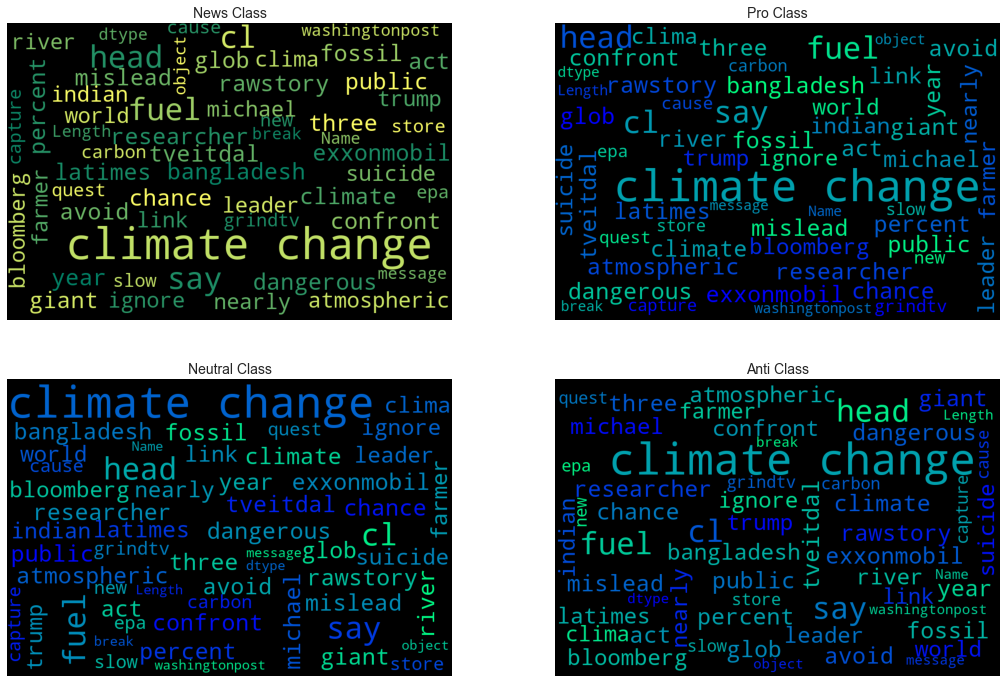 News Class
cause washingtonpost
river dtype cl
head object glob clima fossil act
mislead rawstory public
percent indian
world fuel michael trump
capture Length researcher new break three store
Name
carbon tveitdal exxonmobil
latimes bangladesh suicide
quest chance leader climate epa
farmer avoid link grindtv confront
bloomberg climate change
year slow say dangerous message
giant ignore nearly atmospheric
Pro Class
head clima three fuel object avoid
confront carbon
dtype rawstory bangladesh link year nearly
Length cause
glob cl say world indian giant
river fossil act
epa trump ignore michael
suicide tveitdal climate change farmer
latimes message Name slow
store mislead percent
quest climate bloomberg public
new
atmospheric researcher leader
dangerous exxonmobil chance
break capture washingtonpost grindtv
Neutral Class
climate change clima
bangladesh fossil quest ignore
Name
world cause link climate leader
head
bloomberg nearly year exxonmobil farmer
researcher tveitdal chance
indian latimes dangerous cl
public grindtv message glob
three dtype suicide
atmospheric new Length avoid rawstory
capture trump act carbon michael mislead river
epa confront
fuel say
break percent object
slow washingtonpost giant store
Anti Class
quest three atmospheric giant
farmer head Length
michael confront dangerous
break
climate change cause
epa
researcher grindtv carbon capture suicide
indian new chance ignore tveitdal climate
cl trump rawstory
fuel bangladesh exxonmobil
river Name
mislead nearly public link year
dtype store
latimes percent say washingtonpost
clima act leader fossil
slow glob world
bloomberg object avoid message